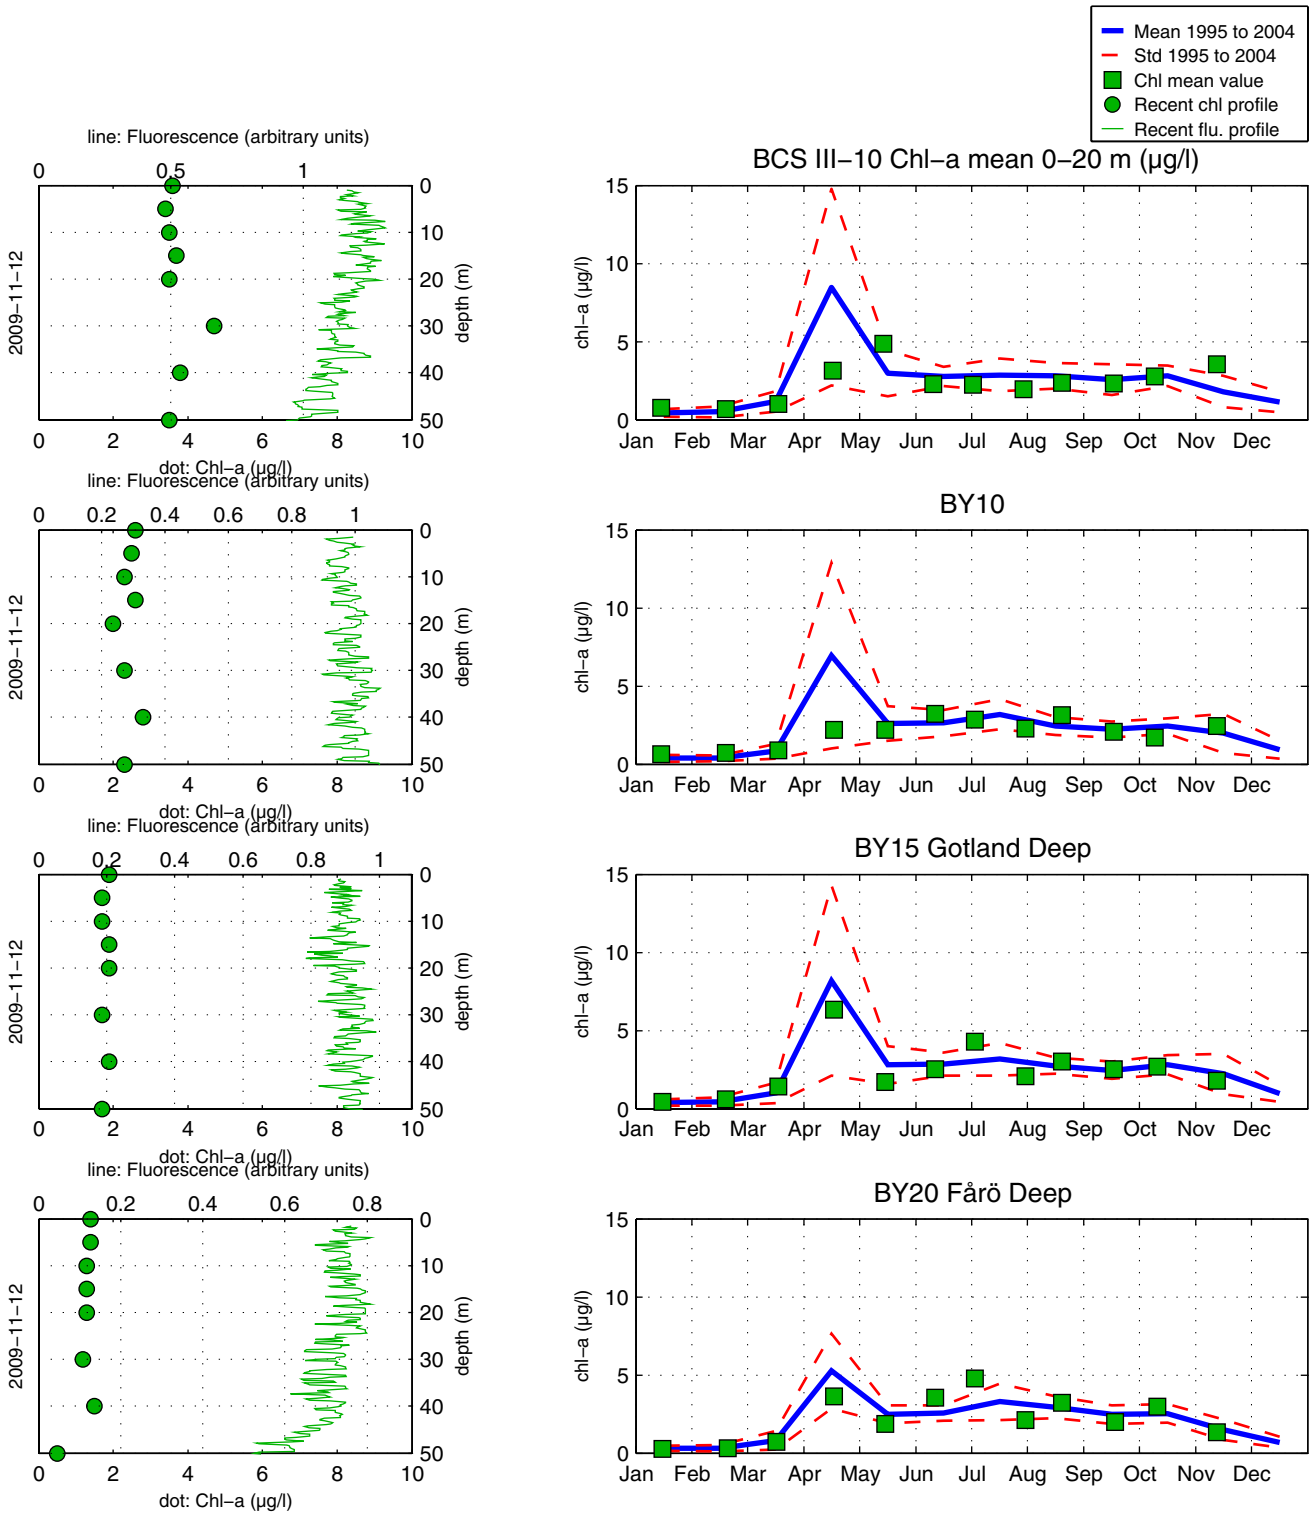 Mean 1995 to 2004
Std 1995 to 2004
Chl mean value
Recent chl profile
Recent flu. profile
line: Fluorescence (arbitrary units)
0 0.5 1
2009−11−12
0
10
20
30
40
50
depth (m)
0 2 4 6 8 10
dot: Chl−a (µg/l)
BCS III−10 Chl−a mean 0−20 m (µg/l)
15
10
5
0
chl−a (µg/l)
Jan Feb Mar Apr May Jun Jul Aug Sep Oct Nov Dec
line: Fluorescence (arbitrary units)
0 0.2 0.4 0.6 0.8 1
2009−11−12
0
10
20
30
40
50
depth (m)
0 2 4 6 8 10
dot: Chl−a (µg/l)
BY10
15
10
5
0
chl−a (µg/l)
Jan Feb Mar Apr May Jun Jul Aug Sep Oct Nov Dec
line: Fluorescence (arbitrary units)
0 0.2 0.4 0.6 0.8 1
2009−11−12
0
10
20
30
40
50
depth (m)
0 2 4 6 8 10
dot: Chl−a (µg/l)
BY15 Gotland Deep
15
10
5
0
chl−a (µg/l)
Jan Feb Mar Apr May Jun Jul Aug Sep Oct Nov Dec
line: Fluorescence (arbitrary units)
0 0.2 0.4 0.6 0.8
2009−11−12
0
10
20
30
40
50
depth (m)
0 2 4 6 8 10
dot: Chl−a (µg/l)
BY20 Fårö Deep
15
10
5
0
chl−a (µg/l)
Jan Feb Mar Apr May Jun Jul Aug Sep Oct Nov Dec